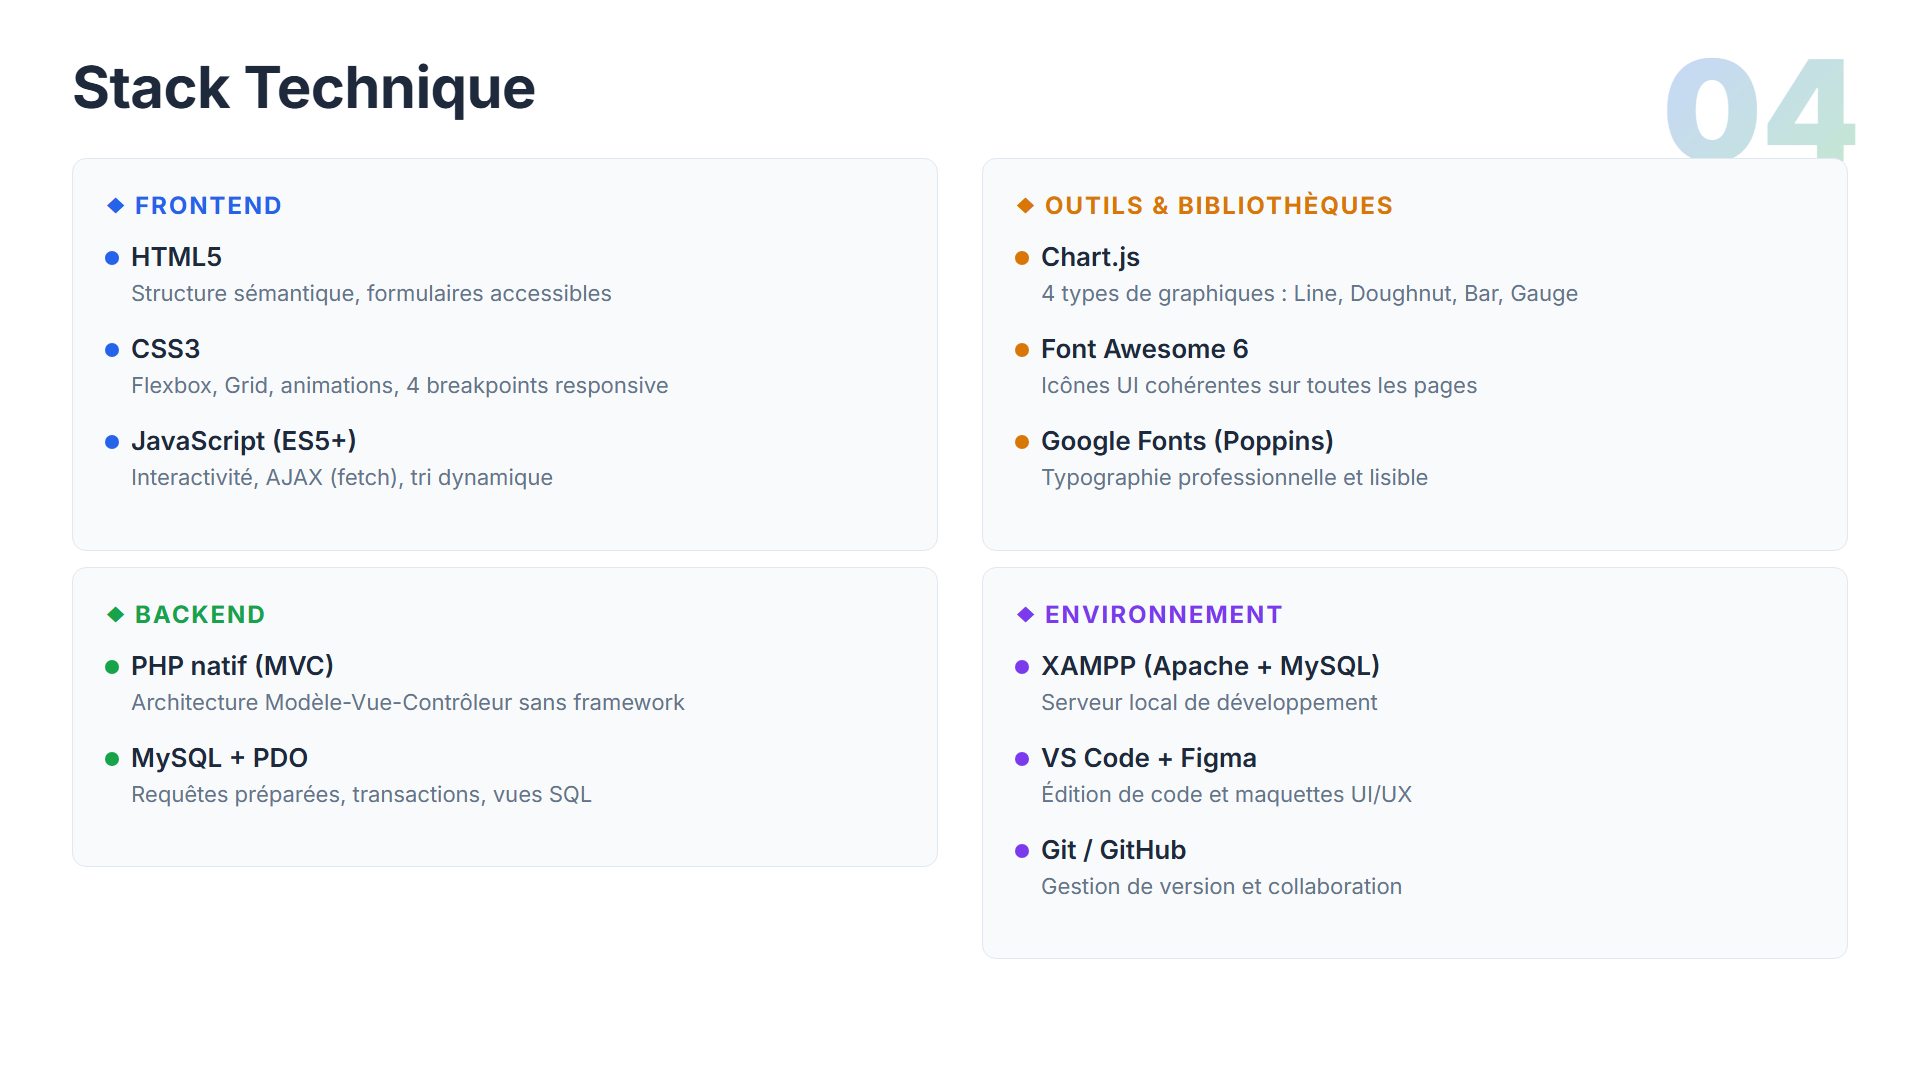 Stack Technique
04
FRONTEND
HTML5
Structure sémantique, formulaires accessibles
CSS3
Flexbox, Grid, animations, 4 breakpoints responsive
JavaScript (ES5+)
Interactivité, AJAX (fetch), tri dynamique
BACKEND
PHP natif (MVC)
Architecture Modèle-Vue-Contrôleur sans framework
MySQL + PDO
Requêtes préparées, transactions, vues SQL
OUTILS & BIBLIOTHÈQUES
Chart.js
4 types de graphiques : Line, Doughnut, Bar, Gauge
Font Awesome 6
Icônes UI cohérentes sur toutes les pages
Google Fonts (Poppins)
Typographie professionnelle et lisible
ENVIRONNEMENT
XAMPP (Apache + MySQL)
Serveur local de développement
VS Code + Figma
Édition de code et maquettes UI/UX
Git / GitHub
Gestion de version et collaboration